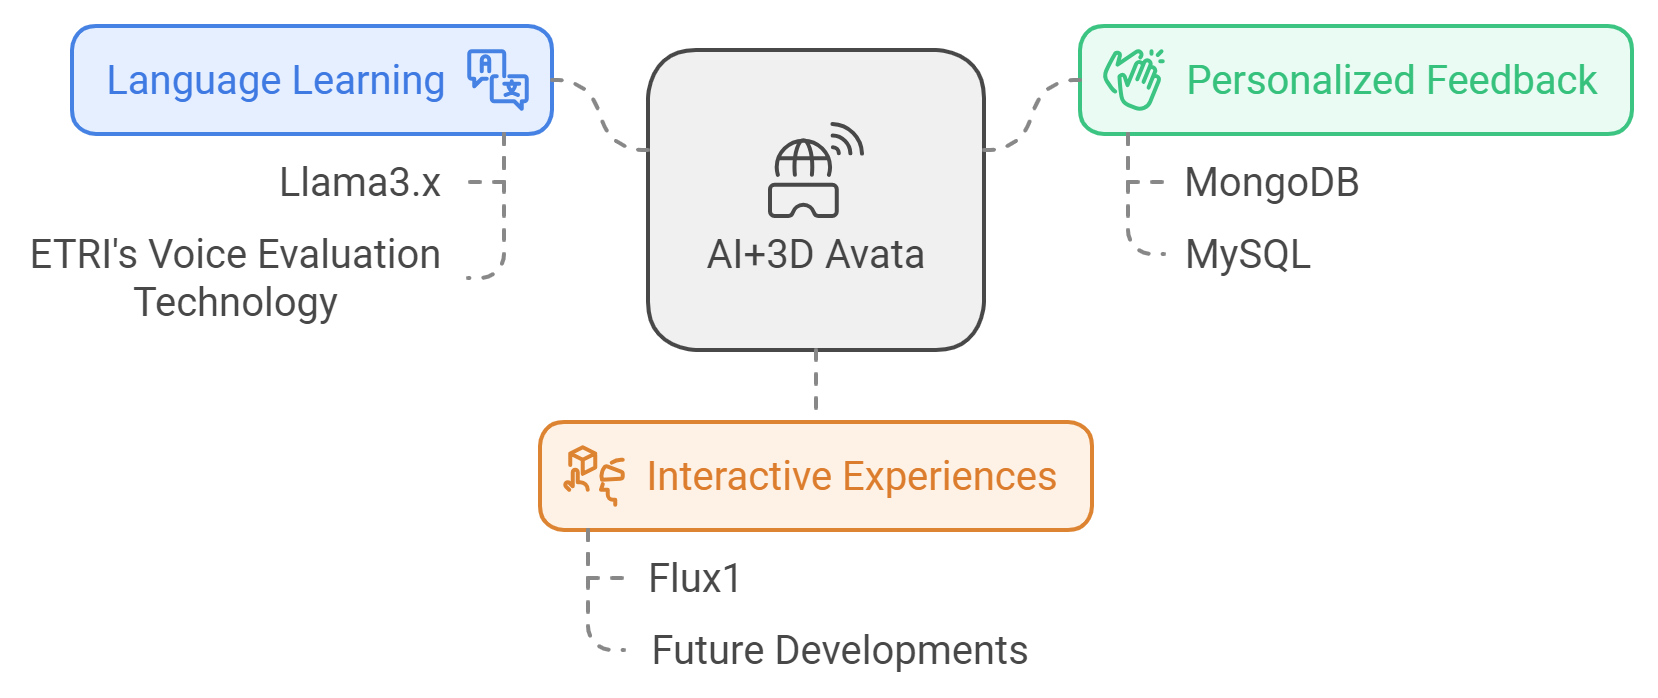 Language Learning
Llama3.x
ETRI's Voice Evaluation
Technology
AI+3D Avata
Personalized Feedback
MongoDB
MySQL
Interactive Experiences
Flux1
Future Developments